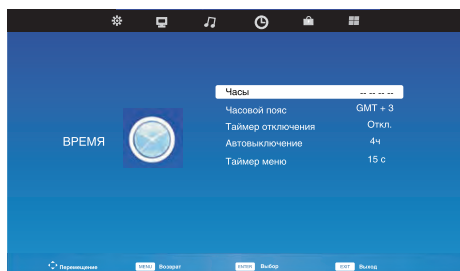 Часы -- -- -- --
Часовой пояс GMT + 3
Таймер отключения Откл.
ВРЕМЯ
Автовыключение 4ч
Таймер меню 15 с
Перемещение MENU Возврат ENTER Выбор EXIT Выход